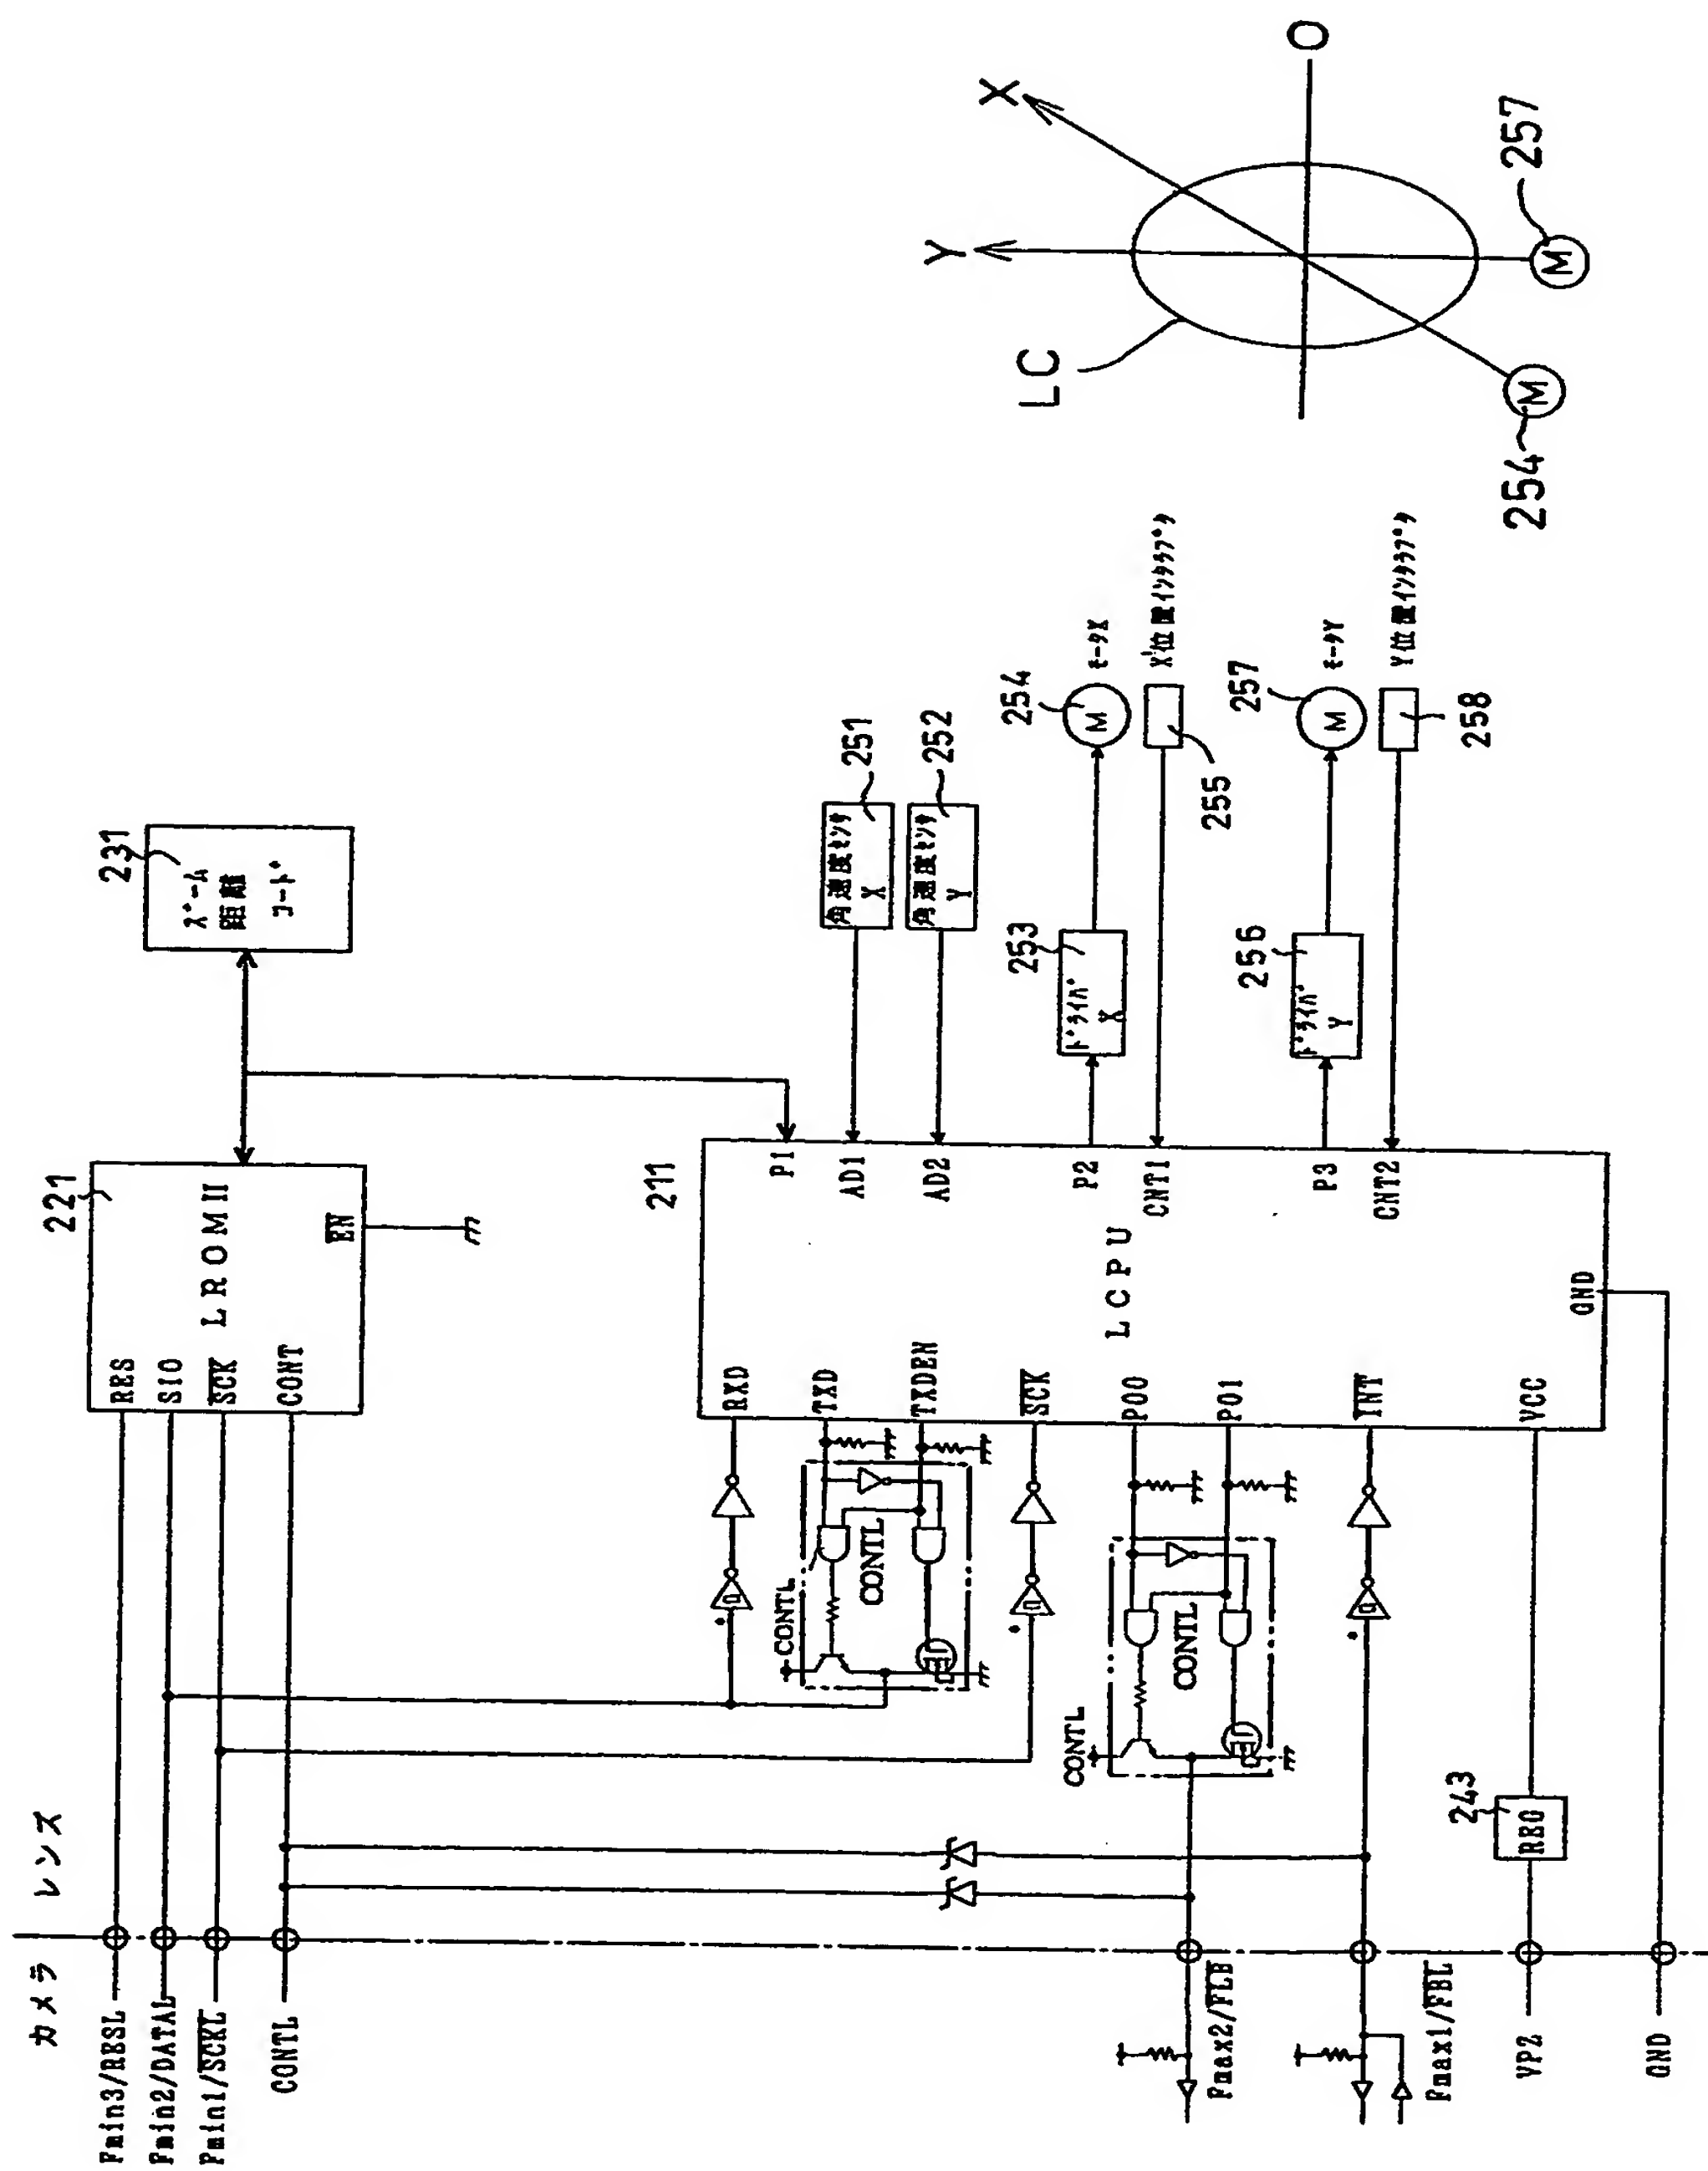 カメラ
レンズ
Fmin3/RESL
Fmin2/DATAL
Fmin1/SCKL
CONTL
RES
SIO
SCK
CONT
LROMII
EN
221
231
ズーム
距離
コード
211
LCPU
RXD
TXD
TXDEN
SCK
P00
P01
INT
VCC
GND
P1
AD1
AD2
P2
CNT1
P3
CNT2
CONTL
CONTL
CONTL
CONTL
角速度センサ
X
251
角速度センサ
Y
252
ドライバ
X
253
254
M
モータX
X位置インタラプタ
255
ドライバ
Y
256
257
M
モータY
Y位置インタラプタ
258
Fmax2/FLB
Fmax1/FBL
VPZ
REG
243
GND
LC
X
Y
O
M
254
M
257